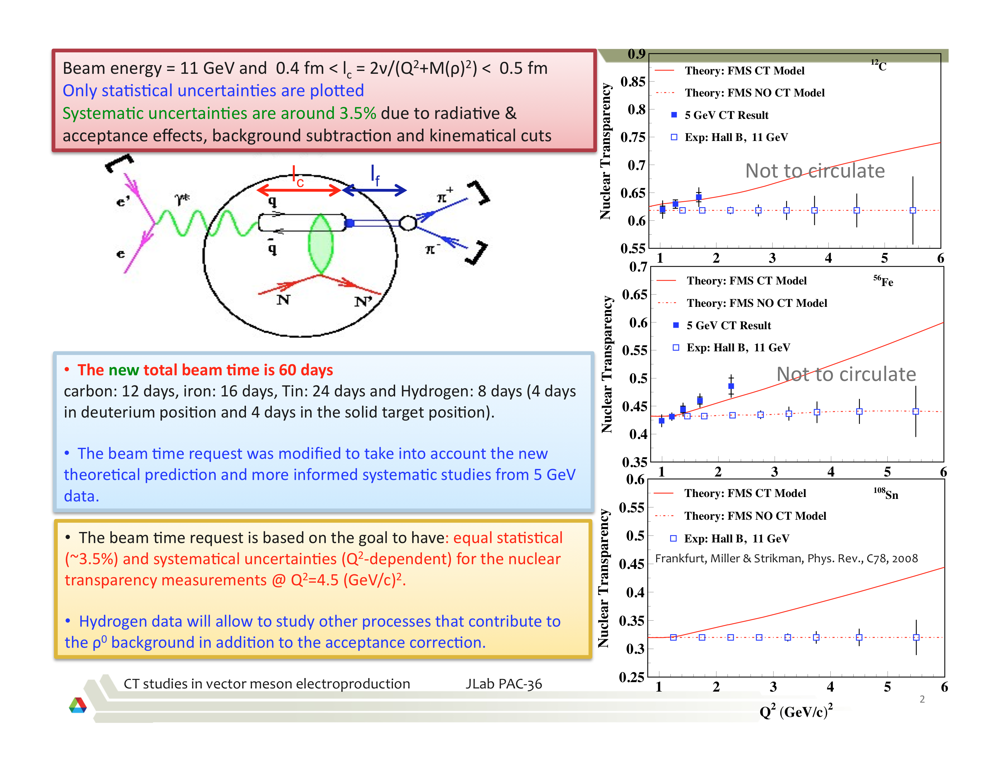 Beam energy = 11 GeV and 0.4 fm < l_c = 2ν/(Q²+M(ρ)²) < 0.5 fm
Only statistical uncertainties are plotted
Systematic uncertainties are around 3.5% due to radiative &
acceptance effects, background subtraction and kinematical cuts
l_c
l_f
e'
γ*
q
π⁺
e
q̄
π⁻
N
N'
• The new total beam time is 60 days
carbon: 12 days, iron: 16 days, Tin: 24 days and Hydrogen: 8 days (4 days
in deuterium position and 4 days in the solid target position).
• The beam time request was modified to take into account the new
theoretical prediction and more informed systematic studies from 5 GeV
data.
• The beam time request is based on the goal to have: equal statistical
(~3.5%) and systematical uncertainties (Q²-dependent) for the nuclear
transparency measurements @ Q²=4.5 (GeV/c)².
• Hydrogen data will allow to study other processes that contribute to
the ρ⁰ background in addition to the acceptance correction.
Nuclear Transparency
0.9
0.85
0.8
0.75
0.7
0.65
0.6
0.55
¹²C
Theory: FMS CT Model
Theory: FMS NO CT Model
5 GeV CT Result
Exp: Hall B, 11 GeV
Not to circulate
1 2 3 4 5 6
Nuclear Transparency
0.7
0.65
0.6
0.55
0.5
0.45
0.4
0.35
⁵⁶Fe
Theory: FMS CT Model
Theory: FMS NO CT Model
5 GeV CT Result
Exp: Hall B, 11 GeV
Not to circulate
1 2 3 4 5 6
Nuclear Transparency
0.6
0.55
0.5
0.45
0.4
0.35
0.3
0.25
¹⁰⁸Sn
Theory: FMS CT Model
Theory: FMS NO CT Model
Exp: Hall B, 11 GeV
Frankfurt, Miller & Strikman, Phys. Rev., C78, 2008
1 2 3 4 5 6
Q² (GeV/c)²
CT studies in vector meson electroproduction JLab PAC-36
2